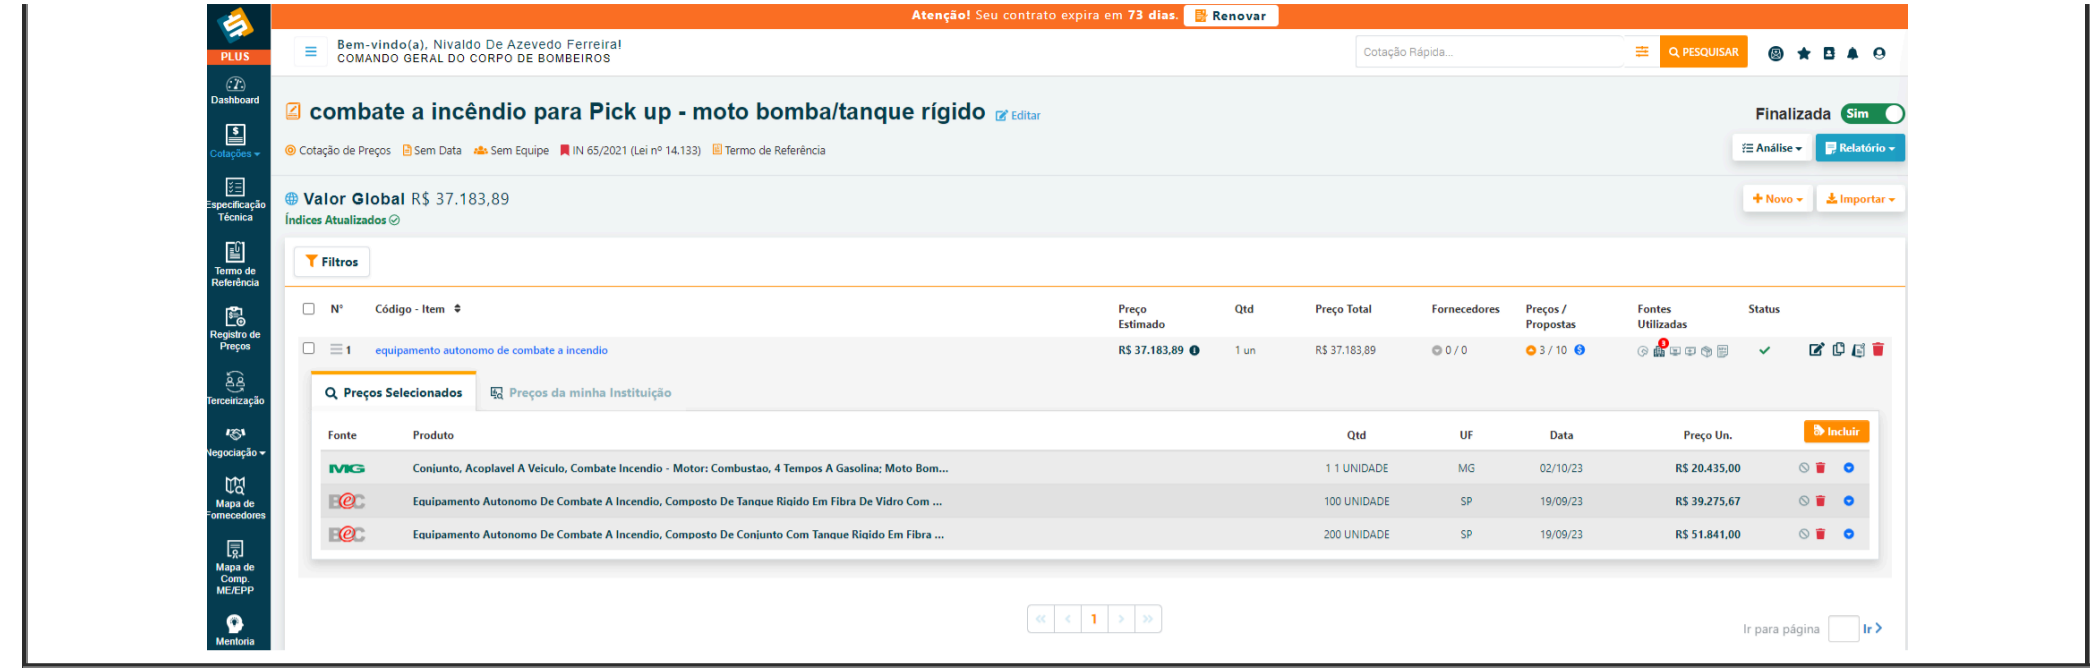 Atenção! Seu contrato expira em 73 dias. Renovar
PLUS
Bem-vindo(a), Nivaldo De Azevedo Ferreira!
COMANDO GERAL DO CORPO DE BOMBEIROS
Cotação Rápida...
PESQUISAR
Dashboard
Cotações
Especificação
Técnica
Termo de
Referência
Registro de
Preços
Terceirização
Negociação
Mapa de
Fornecedores
Mapa de
Comp.
ME/EPP
Mentoria
combate a incêndio para Pick up - moto bomba/tanque rígido Editar
Finalizada Sim
Cotação de Preços Sem Data Sem Equipe IN 65/2021 (Lei nº 14.133) Termo de Referência
Análise Relatório
Valor Global R$ 37.183,89
Índices Atualizados
Novo Importar
Filtros
N° Código - Item Preço Estimado Qtd Preço Total Fornecedores Preços / Propostas Fontes Utilizadas Status
1 equipamento autonomo de combate a incendio R$ 37.183,89 1 un R$ 37.183,89 0 / 0 3 / 10 3
Preços Selecionados Preços da minha Instituição
Fonte Produto Qtd UF Data Preço Un. Incluir
MG Conjunto, Acoplavel A Veiculo, Combate Incendio - Motor: Combustao, 4 Tempos A Gasolina; Moto Bom... 1 1 UNIDADE MG 02/10/23 R$ 20.435,00
BeC Equipamento Autonomo De Combate A Incendio, Composto De Tanque Rigido Em Fibra De Vidro Com ... 100 UNIDADE SP 19/09/23 R$ 39.275,67
BeC Equipamento Autonomo De Combate A Incendio, Composto De Conjunto Com Tanque Rigido Em Fibra ... 200 UNIDADE SP 19/09/23 R$ 51.841,00
« < 1 > »
Ir para página Ir